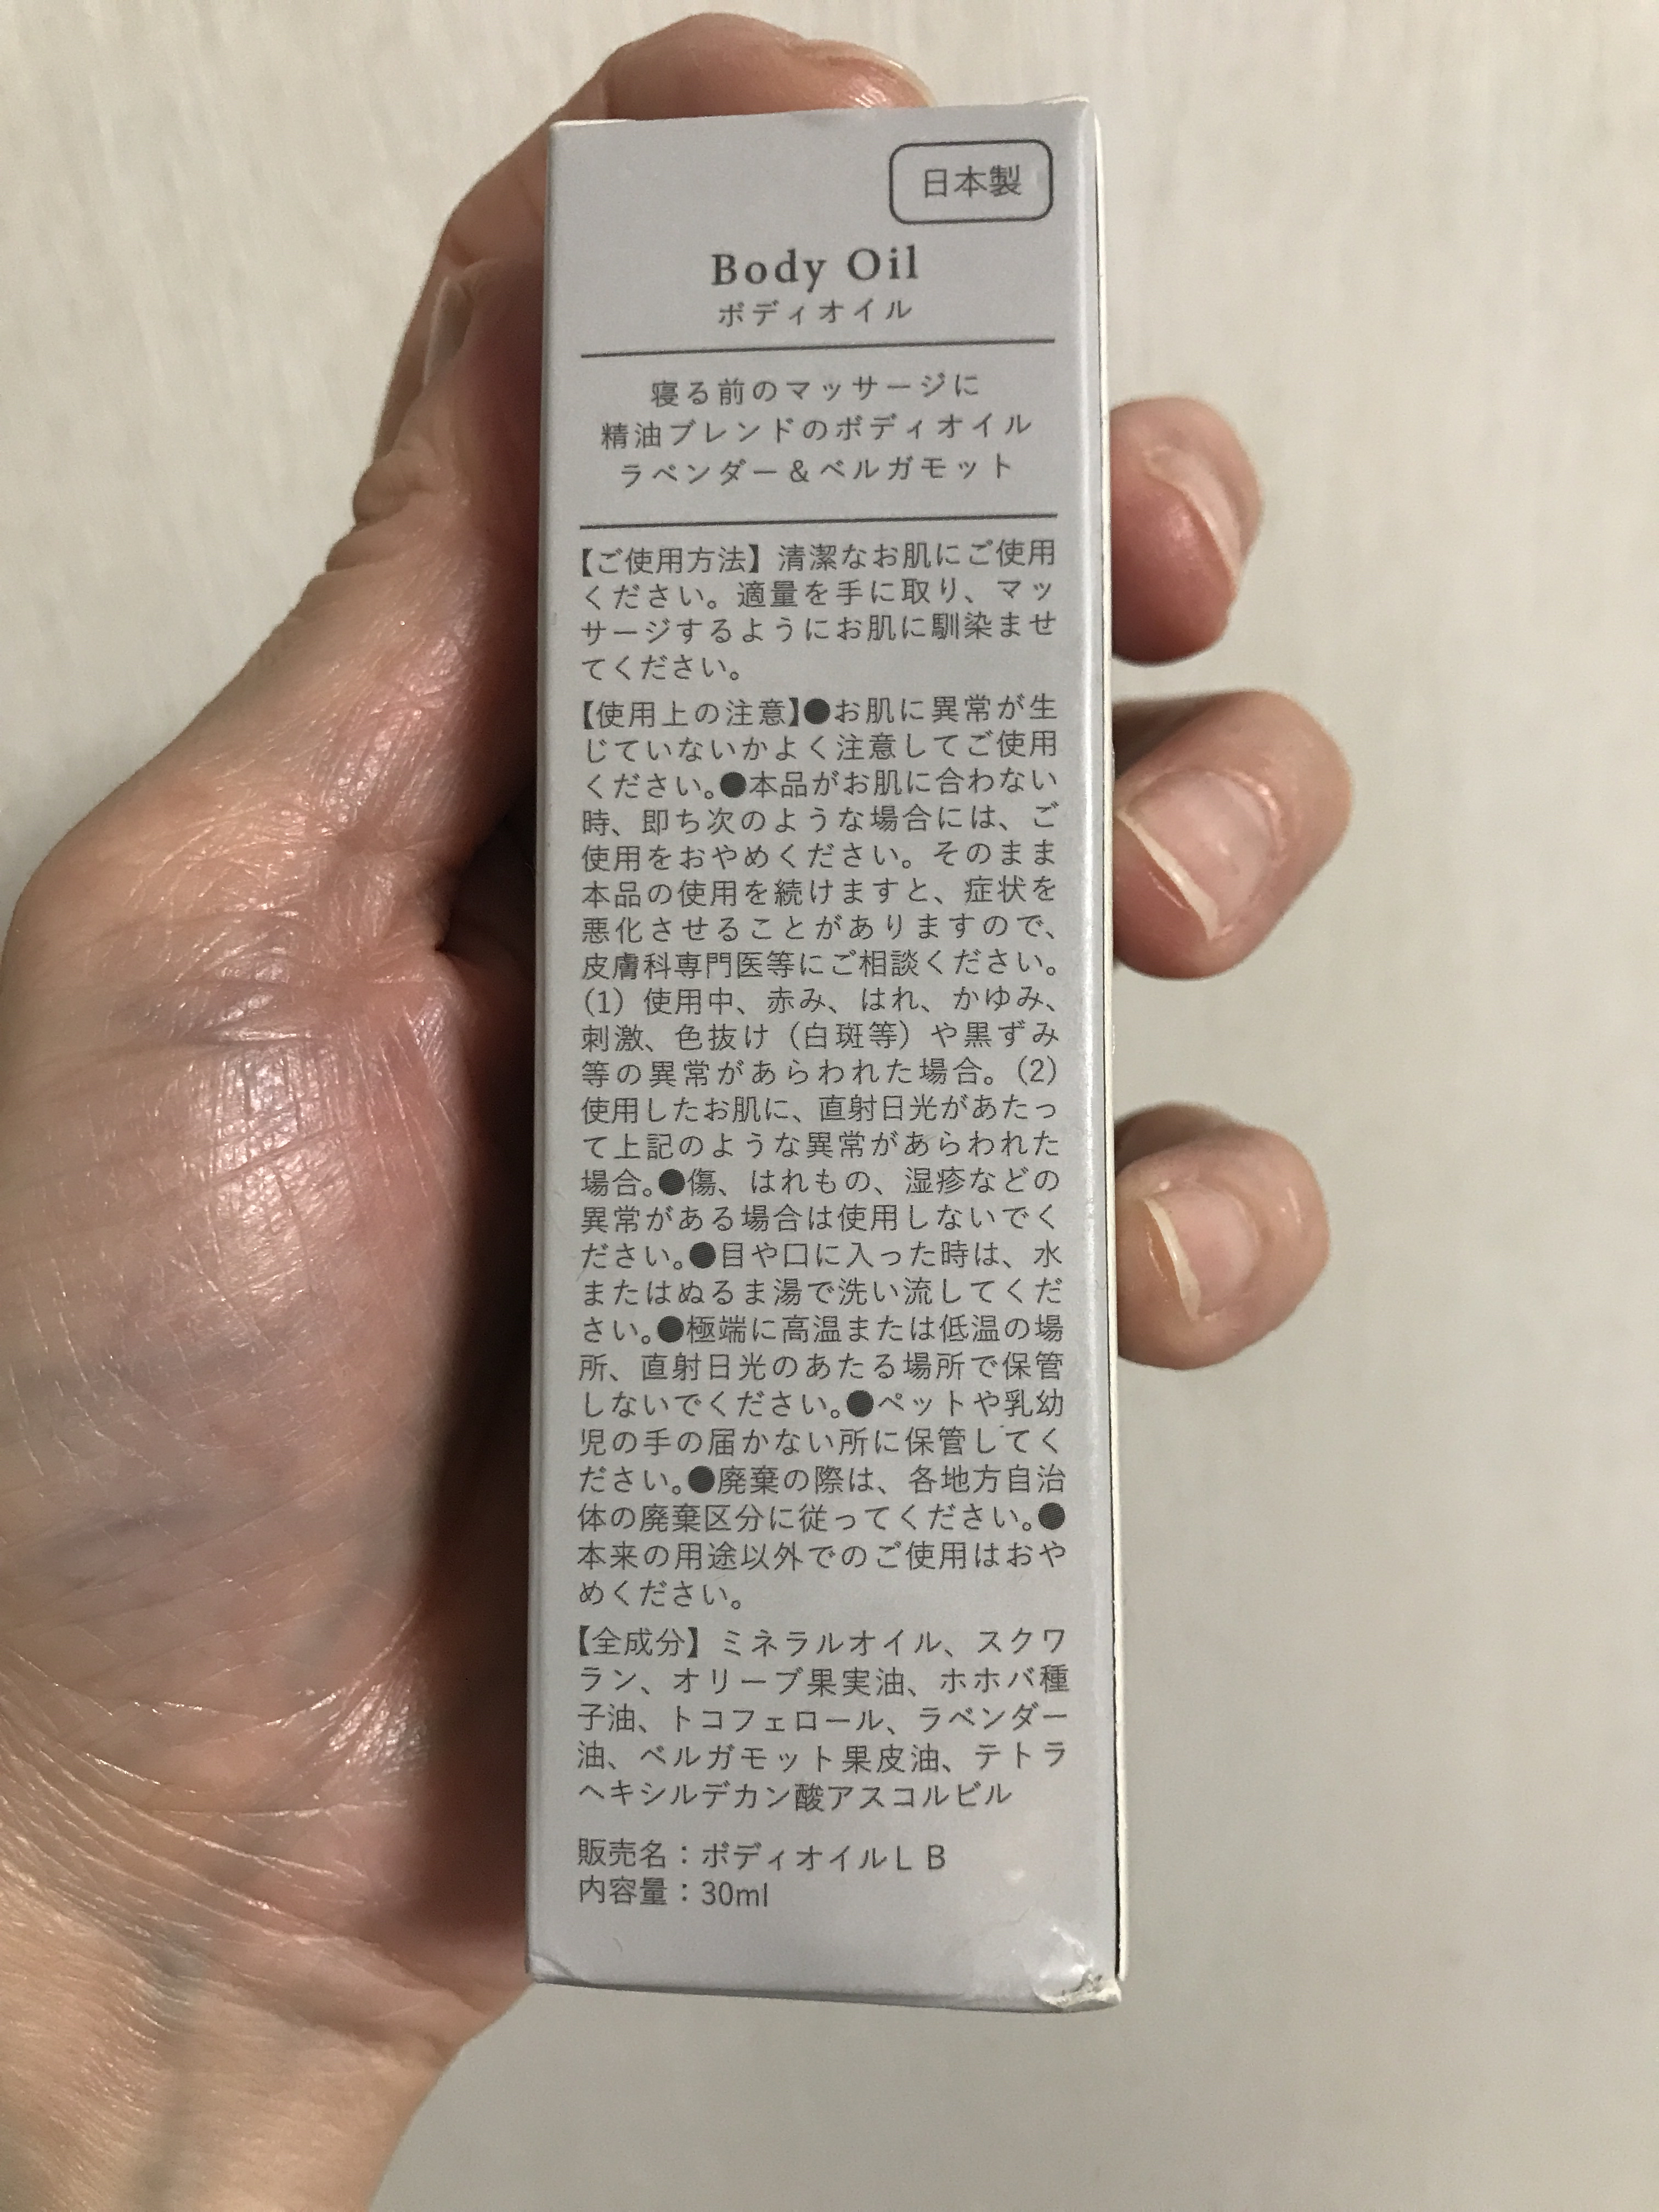 日本製
Body Oil
ボディオイル
寝る前のマッサージに
精油ブレンドのボディオイル
ラベンダー＆ベルガモット
【ご使用方法】清潔なお肌にご使用
ください。適量を手に取り、マッ
サージするようにお肌に馴染ませ
てください。
【使用上の注意】●お肌に異常が生
じていないかよく注意してご使用
ください。●本品がお肌に合わない
時、即ち次のような場合には、ご
使用をおやめください。そのまま
本品の使用を続けますと、症状を
悪化させることがありますので、
皮膚科専門医等にご相談ください。
(1) 使用中、赤み、はれ、かゆみ、
刺激、色抜け（白斑等）や黒ずみ
等の異常があらわれた場合。(2)
使用したお肌に、直射日光があたっ
て上記のような異常があらわれた
場合。●傷、はれもの、湿疹などの
異常がある場合は使用しないでく
ださい。●目や口に入った時は、水
またはぬるま湯で洗い流してくだ
さい。●極端に高温または低温の場
所、直射日光のあたる場所で保管
しないでください。●ペットや乳幼
児の手の届かない所に保管してく
ださい。●廃棄の際は、各地方自治
体の廃棄区分に従ってください。●
本来の用途以外でのご使用はおや
めください。
【全成分】ミネラルオイル、スクワ
ラン、オリーブ果実油、ホホバ種
子油、トコフェロール、ラベンダー
油、ベルガモット果皮油、テトラ
ヘキシルデカン酸アスコルビル
販売名：ボディオイルＬＢ
内容量：30ml